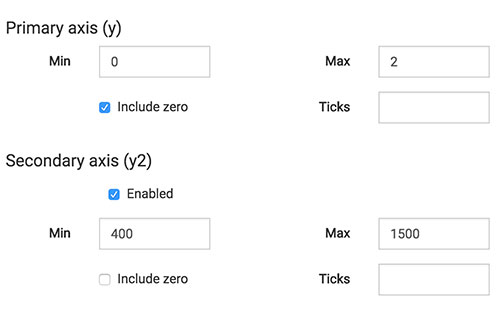 Primary axis (y)
Min 0 Max 2
Include zero Ticks
Secondary axis (y2)
Enabled
Min 400 Max 1500
Include zero Ticks